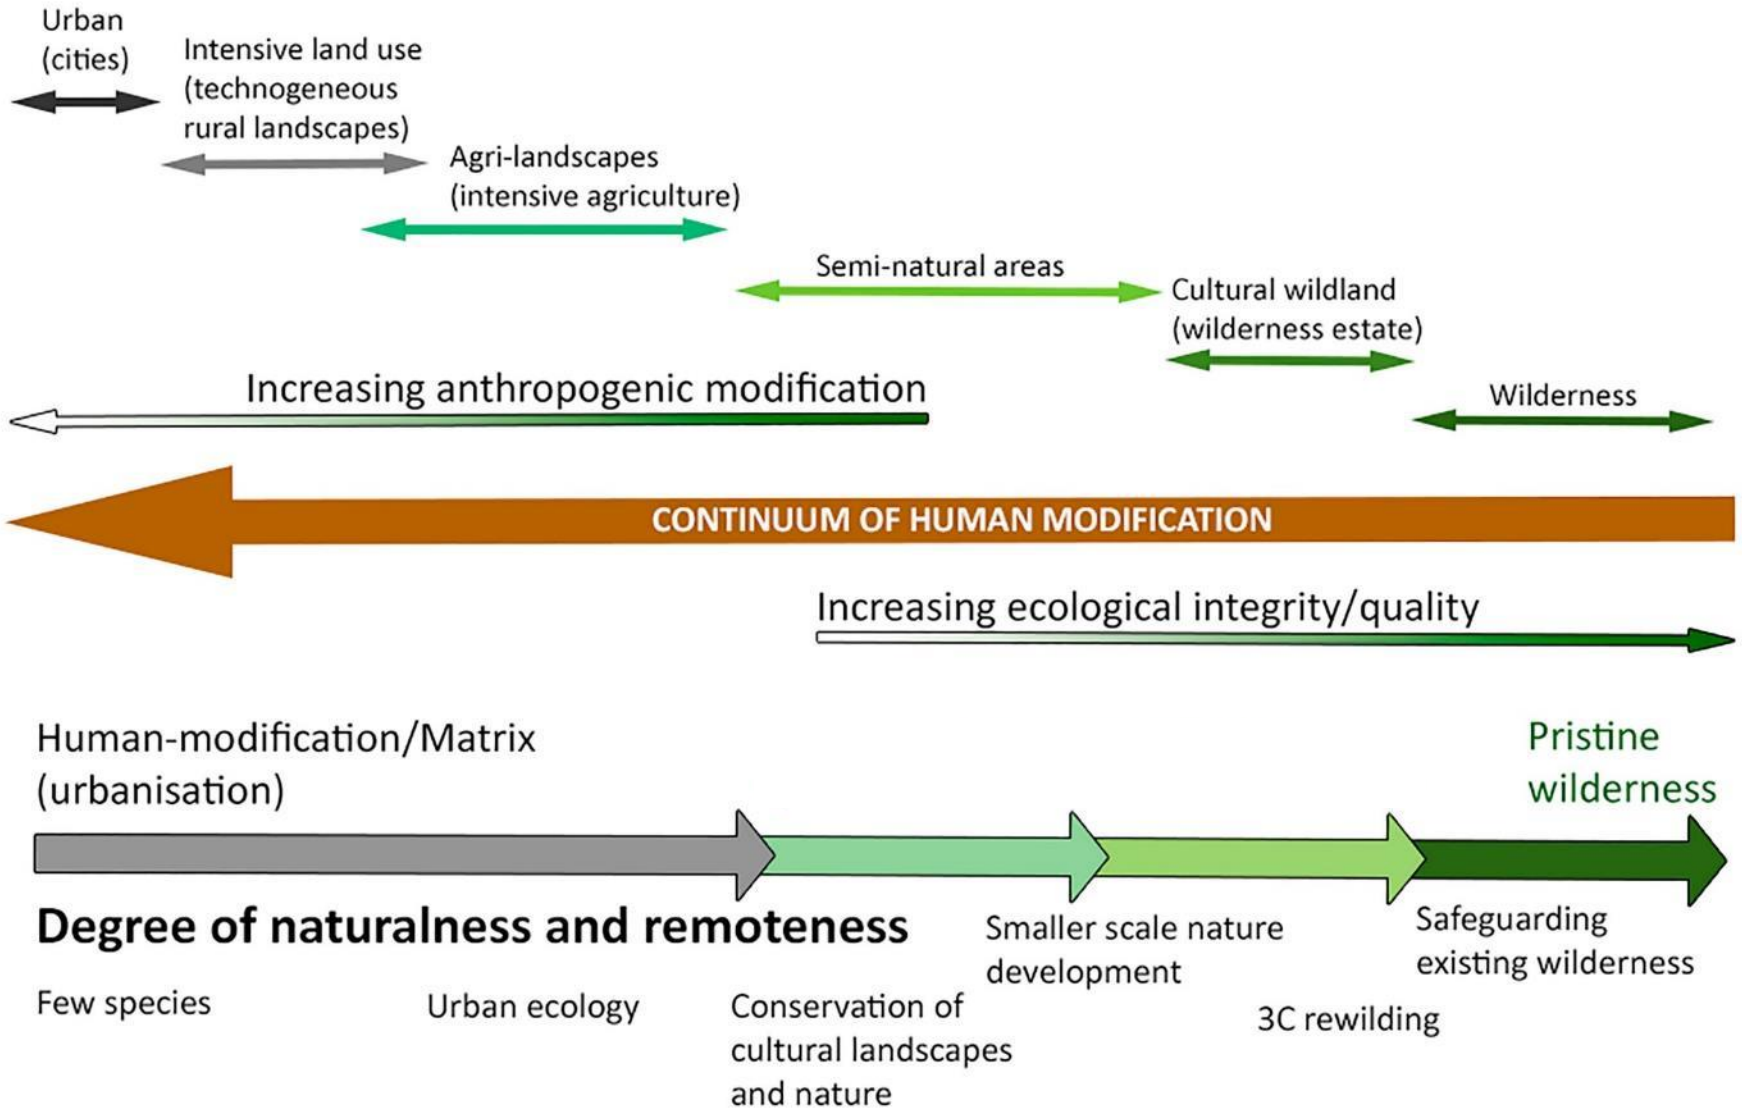 Urban
(cities)
Intensive land use
(technogeneous
rural landscapes)
Agri-landscapes
(intensive agriculture)
Semi-natural areas
Cultural wildland
(wilderness estate)
Increasing anthropogenic modification
Wilderness
CONTINUUM OF HUMAN MODIFICATION
Increasing ecological integrity/quality
Human-modification/Matrix
(urbanisation)
Pristine
wilderness
Degree of naturalness and remoteness
Smaller scale nature
development
Safeguarding
existing wilderness
Few species
Urban ecology
Conservation of
cultural landscapes
and nature
3C rewilding